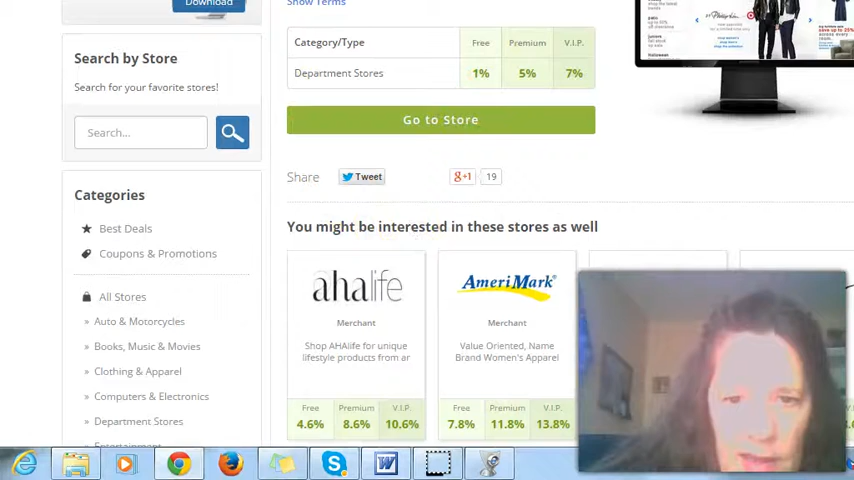 Download
Show Terms
Search by Store
Search for your favorite stores!
Search...
Category/Type Free Premium V.I.P.
Department Stores 1% 5% 7%
Go to Store
Share Tweet +1 19
Categories
Best Deals
Coupons & Promotions
All Stores
» Auto & Motorcycles
» Books, Music & Movies
» Clothing & Apparel
» Computers & Electronics
» Department Stores
» Entertainment
You might be interested in these stores as well
ahalife
Merchant
Shop AHAlife for unique
lifestyle products from ar
Free Premium V.I.P.
4.6% 8.6% 10.6%
AmeriMark®
Merchant
Value Oriented, Name
Brand Women's Apparel
Free Premium V.I.P.
7.8% 11.8% 13.8%